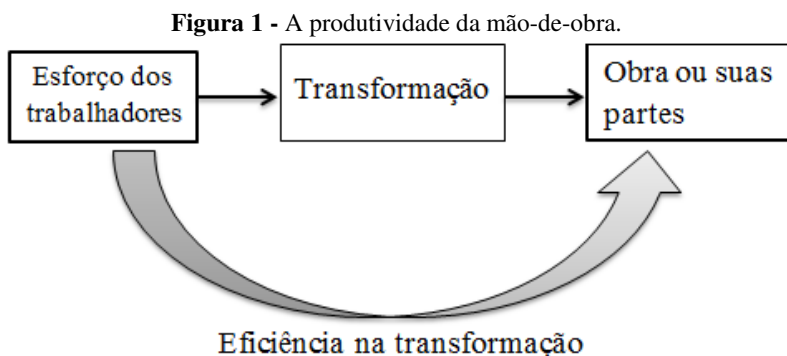 Figura 1 - A produtividade da mão-de-obra.
Esforço dos
trabalhadores
Transformação
Obra ou suas
partes
Eficiência na transformação